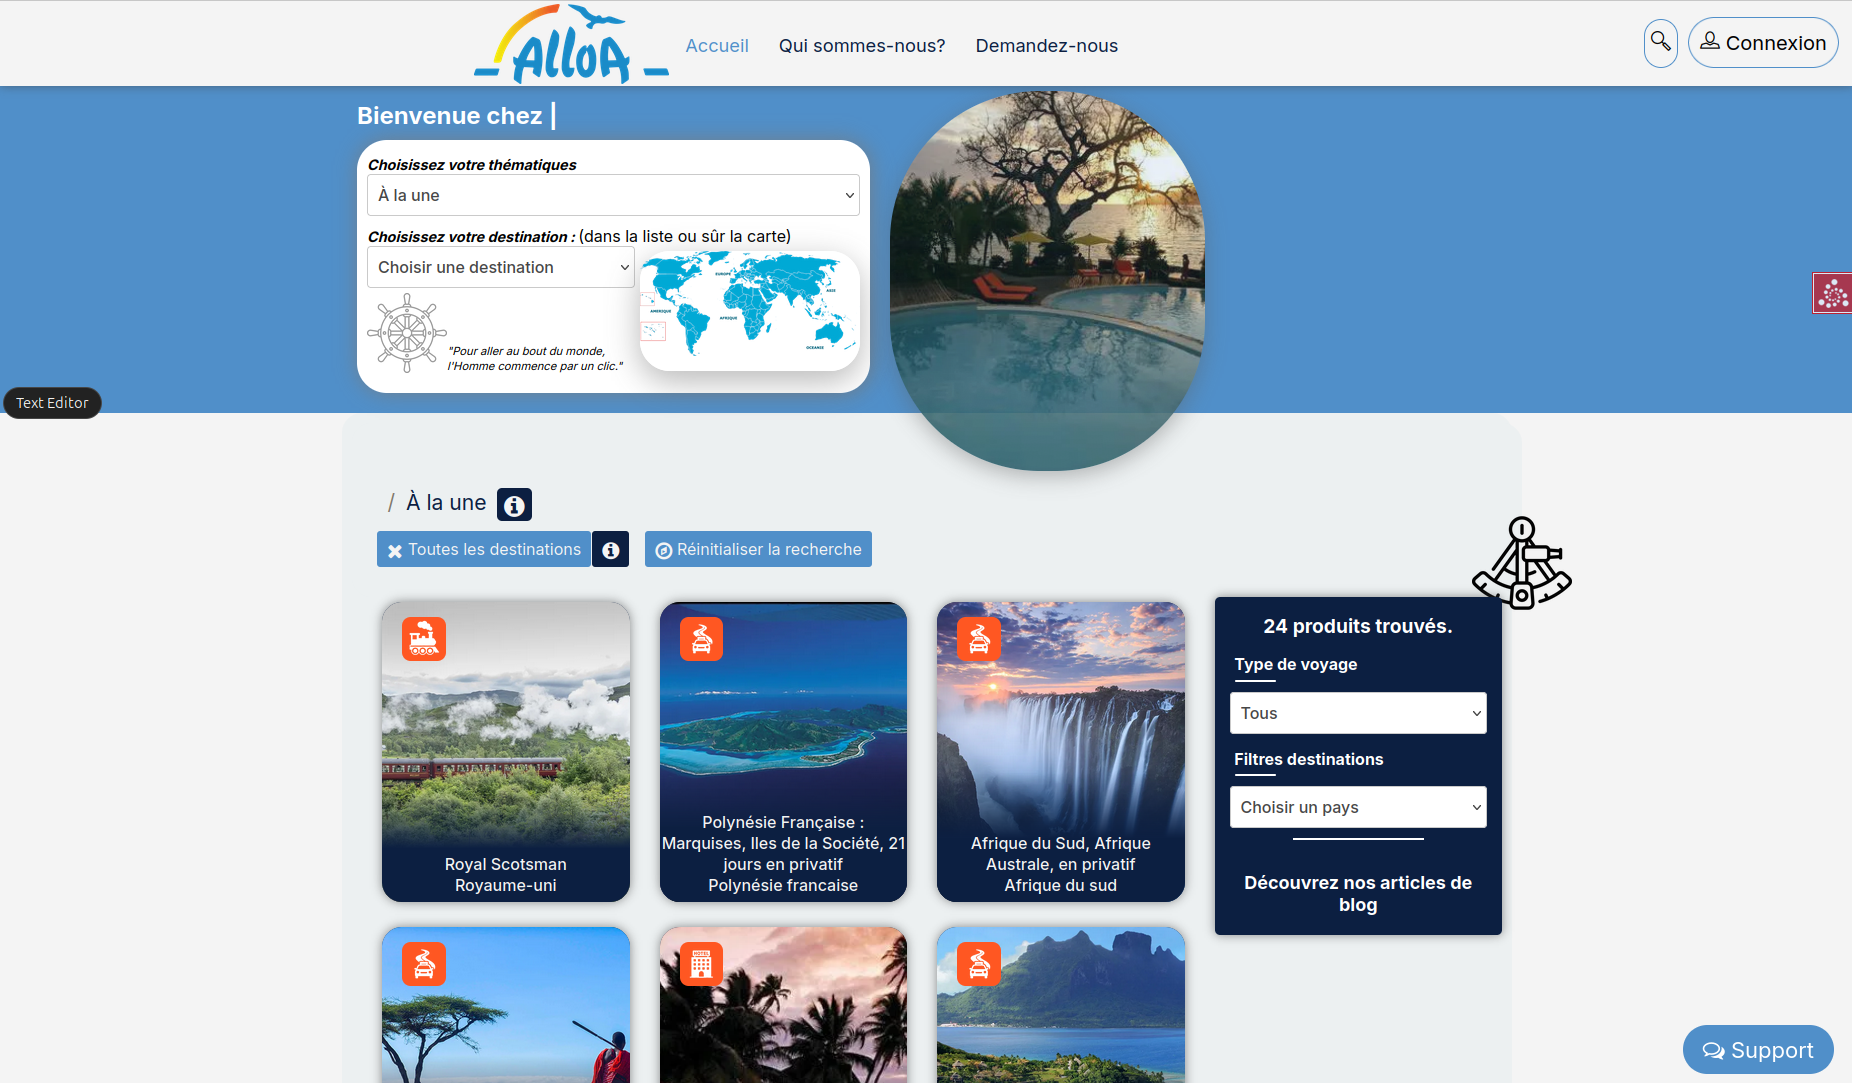 AlloA
Accueil
Qui sommes-nous?
Demandez-nous
Connexion
Bienvenue chez |
Choisissez votre thématiques
À la une
Choisissez votre destination : (dans la liste ou sûr la carte)
Choisir une destination
EUROPE
ASIE
AMERIQUE
AFRIQUE
OCEANIE
"Pour aller au bout du monde,
l'Homme commence par un clic."
Text Editor
/ À la une
Toutes les destinations
Réinitialiser la recherche
Royal Scotsman
Royaume-uni
Polynésie Française :
Marquises, Iles de la Société, 21
jours en privatif
Polynésie francaise
Afrique du Sud, Afrique
Australe, en privatif
Afrique du sud
24 produits trouvés.
Type de voyage
Tous
Filtres destinations
Choisir un pays
Découvrez nos articles de
blog
HOTEL
Support